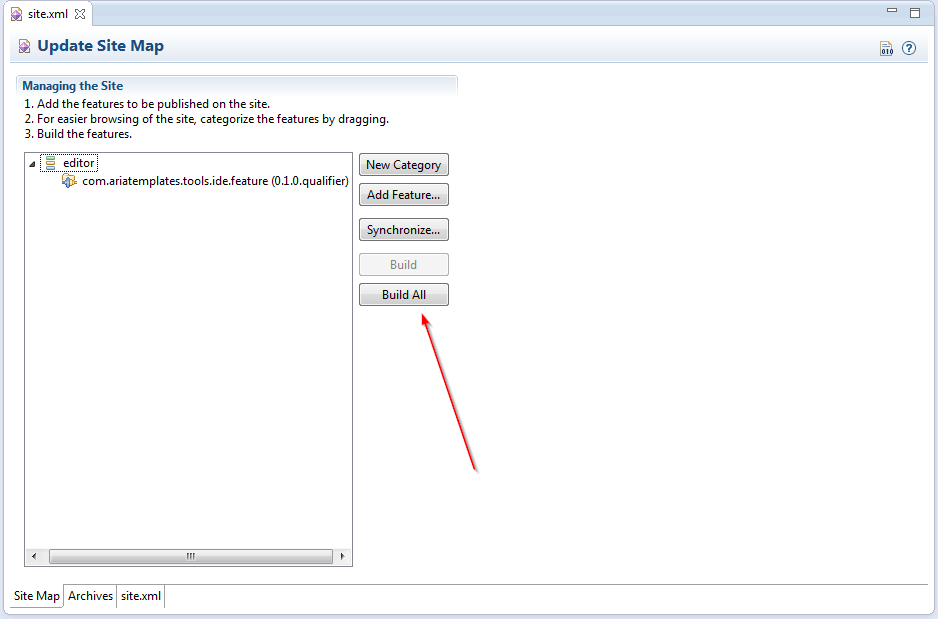 site.xml
Update Site Map
010
?
Managing the Site
1. Add the features to be published on the site.
2. For easier browsing of the site, categorize the features by dragging.
3. Build the features.
editor
com.ariatemplates.tools.ide.feature (0.1.0.qualifier)
New Category
Add Feature...
Synchronize...
Build
Build All
Site Map
Archives
site.xml